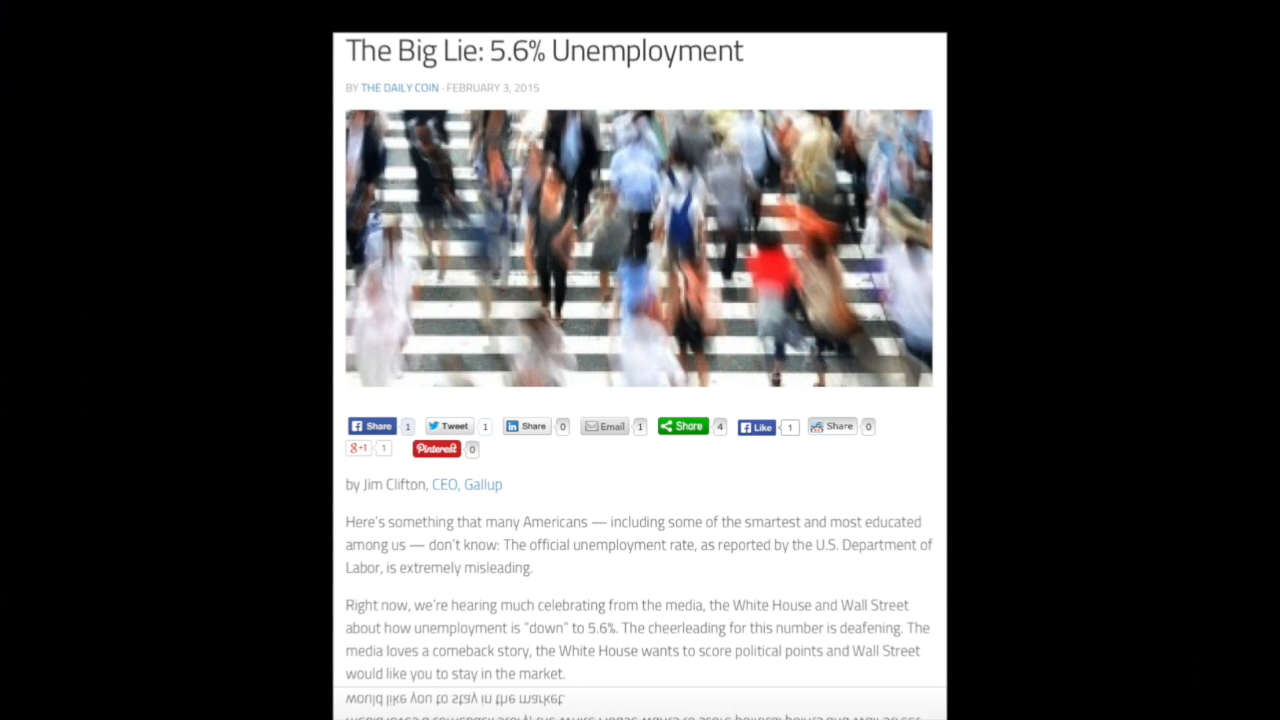 The Big Lie: 5.6% Unemployment
BY THE DAILY COIN · FEBRUARY 3, 2015
Share 1 Tweet 1 Share 0 Email 1 Share 4 Like 1 Share 0
g+1 1 Pinterest 0
by Jim Clifton, CEO, Gallup
Here's something that many Americans — including some of the smartest and most educated
among us — don't know: The official unemployment rate, as reported by the U.S. Department of
Labor, is extremely misleading.
Right now, we're hearing much celebrating from the media, the White House and Wall Street
about how unemployment is “down” to 5.6%. The cheerleading for this number is deafening. The
media loves a comeback story, the White House wants to score political points and Wall Street
would like you to stay in the market.